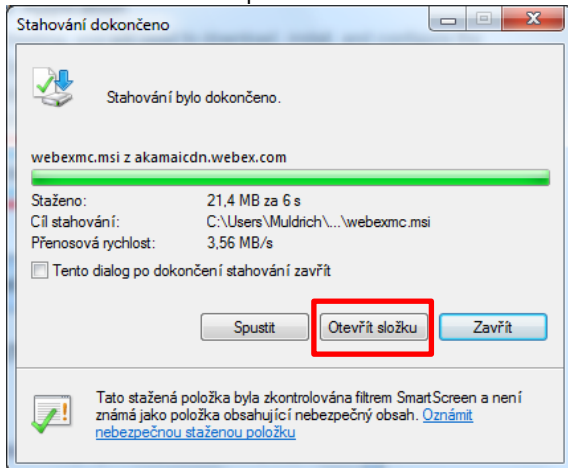 Stahování dokončeno
Stahování bylo dokončeno.
webexmc.msi z akamaicdn.webex.com
Staženo: 21,4 MB za 6 s
Cíl stahování: C:\Users\Muldrich\...\webexmc.msi
Přenosová rychlost: 3,56 MB/s
Tento dialog po dokončení stahování zavřít
Spustit Otevřít složku Zavřít
Tato stažená položka byla zkontrolována filtrem SmartScreen a není
známá jako položka obsahující nebezpečný obsah. Oznámit
nebezpečnou staženou položku